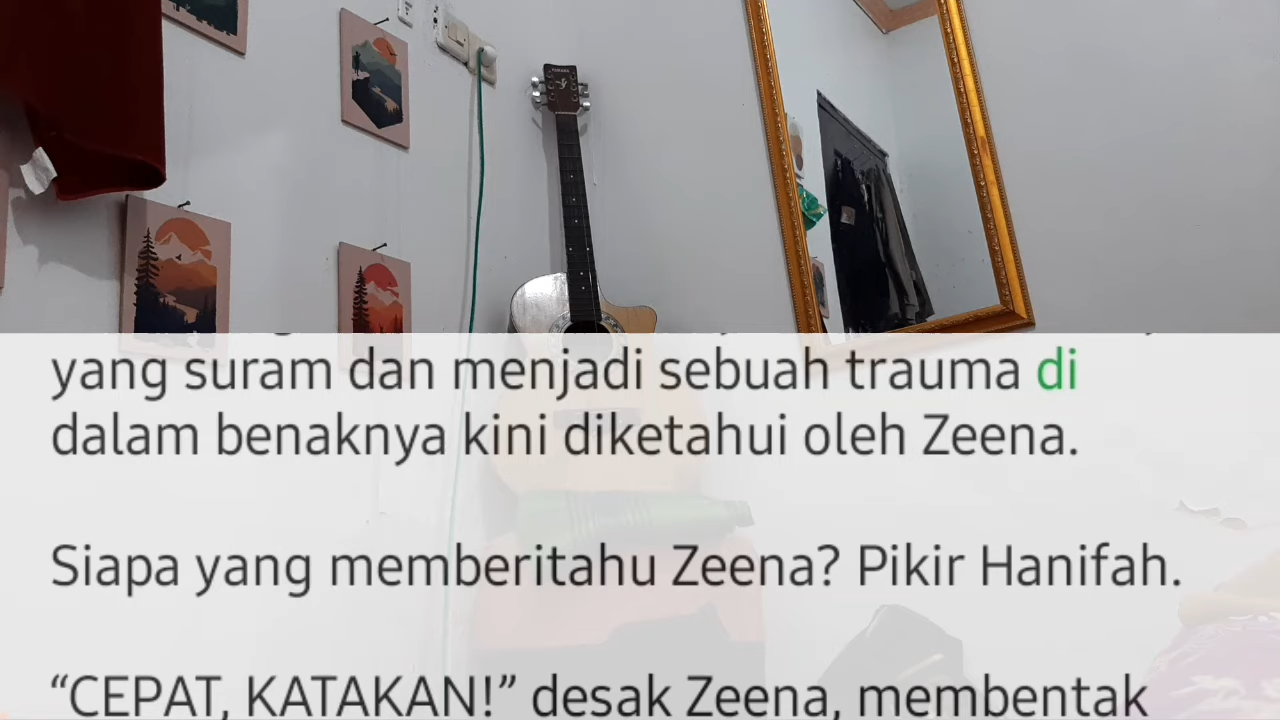 YAMAHA
yang suram dan menjadi sebuah trauma di
dalam benaknya kini diketahui oleh Zeena.
Siapa yang memberitahu Zeena? Pikir Hanifah.
“CEPAT, KATAKAN!” desak Zeena, membentak